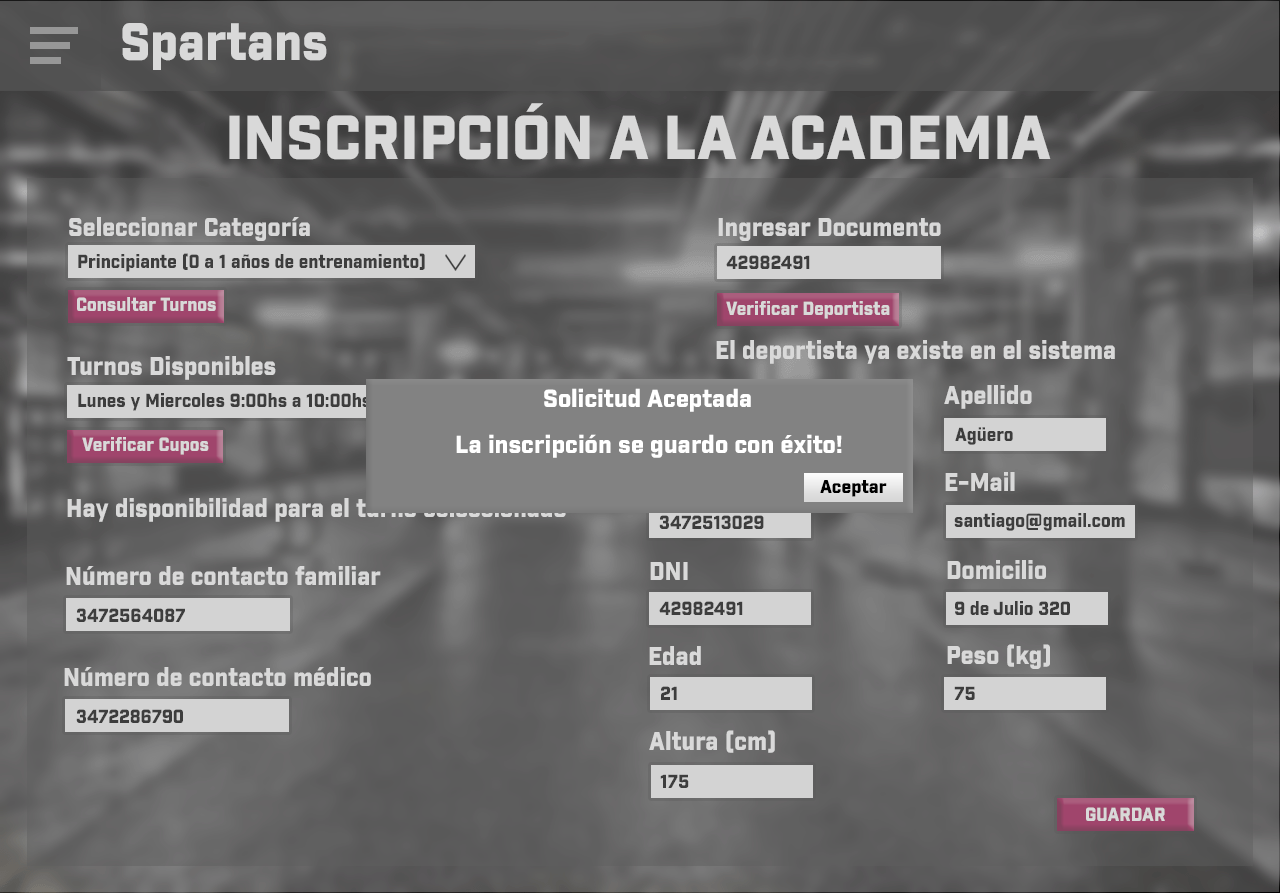 Spartans
INSCRIPCIÓN A LA ACADEMIA
Seleccionar Categoría
Principiante (0 a 1 años de entrenamiento)
Consultar Turnos
Turnos Disponibles
Lunes y Miercoles 9:00hs a 10:00hs
Verificar Cupos
Hay disponibilidad para el turno seleccionado
Número de contacto familiar
3472564087
Número de contacto médico
3472286790
Ingresar Documento
42982491
Verificar Deportista
El deportista ya existe en el sistema
Solicitud Aceptada
La inscripción se guardo con éxito!
Aceptar
Apellido
Agüero
3472513029
E-Mail
santiago@gmail.com
DNI
42982491
Domicilio
9 de Julio 320
Edad
21
Peso (kg)
75
Altura (cm)
175
GUARDAR